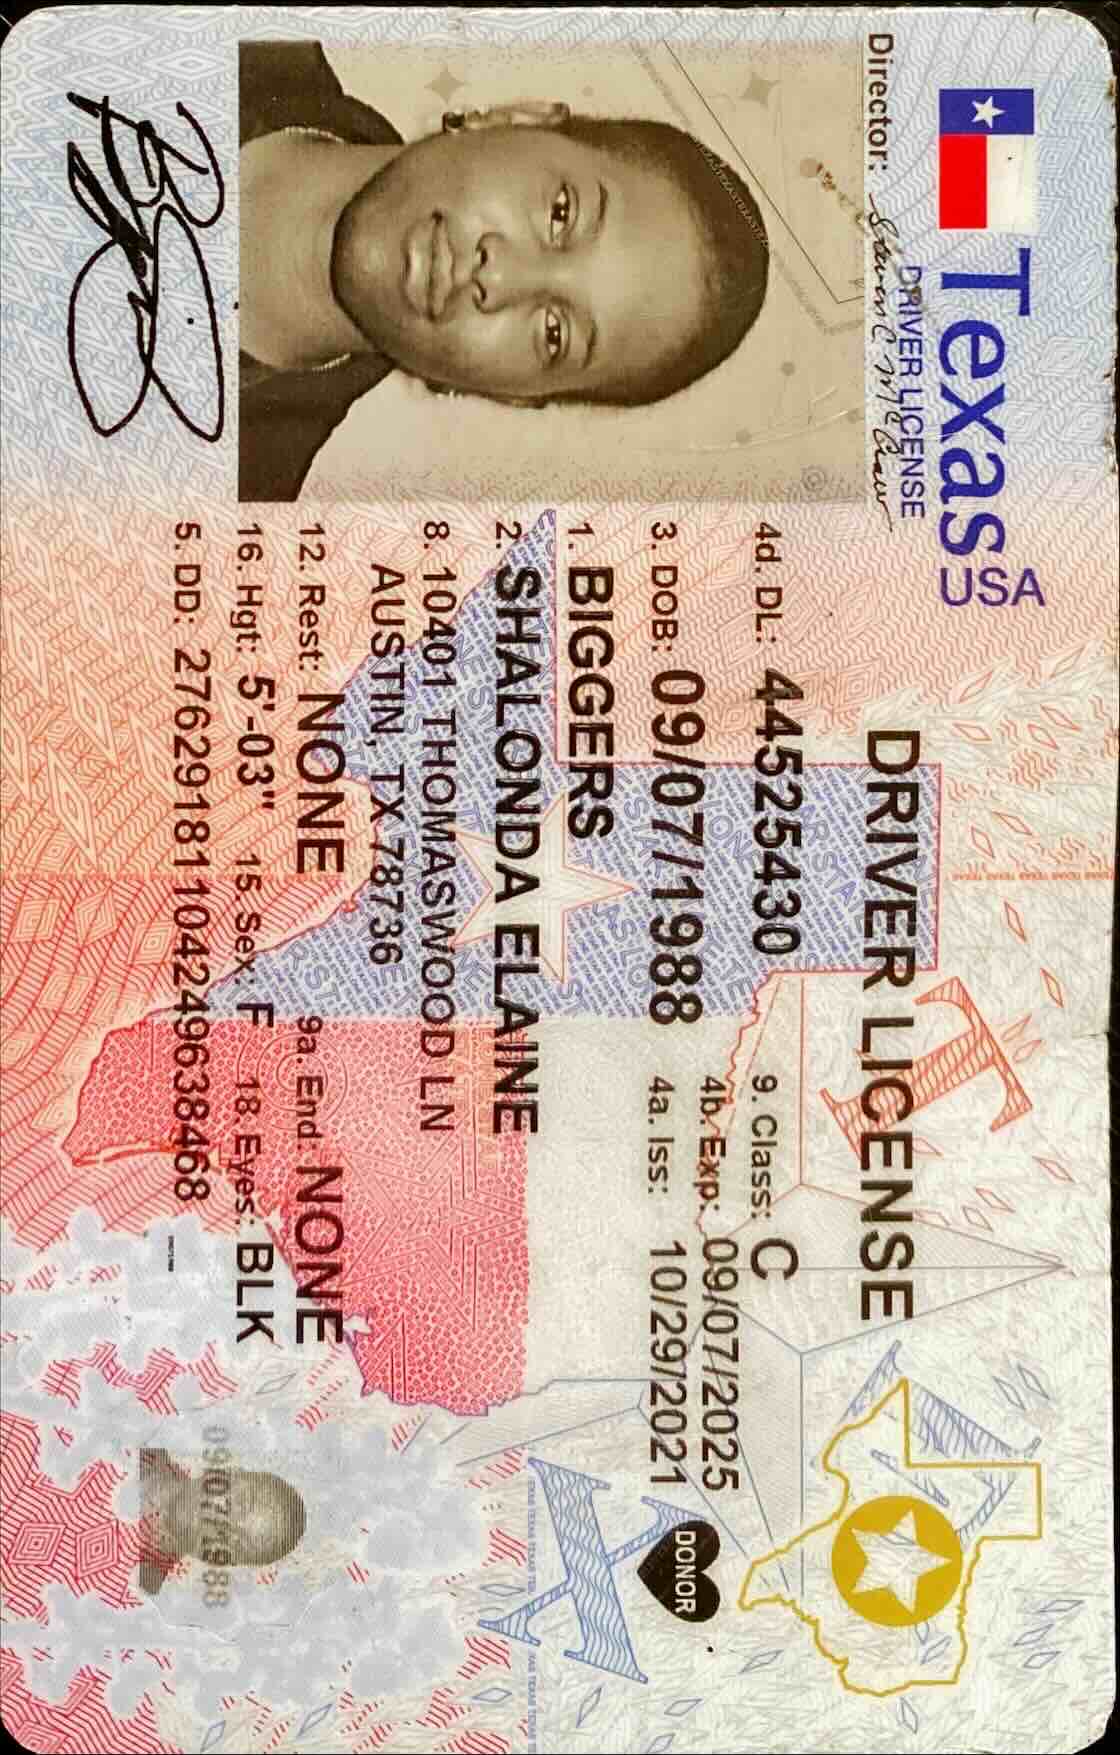 Texas USA
DRIVER LICENSE
DRIVER LICENSE
Director: Steven C McCraw
4d. DL: 44525430 9. Class: C
4b. Exp: 09/07/2025
3. DOB: 09/07/1988 4a. Iss: 10/29/2021
DONOR
1. BIGGERS
2. SHALONDA ELAINE
8. 10401 THOMASWOOD LN
AUSTIN, TX 78736
12. Rest: NONE 9a. End: NONE
16. Hgt: 5'-03" 15. Sex: F 18. Eyes: BLK
5. DD: 27629181104249638468
09071988